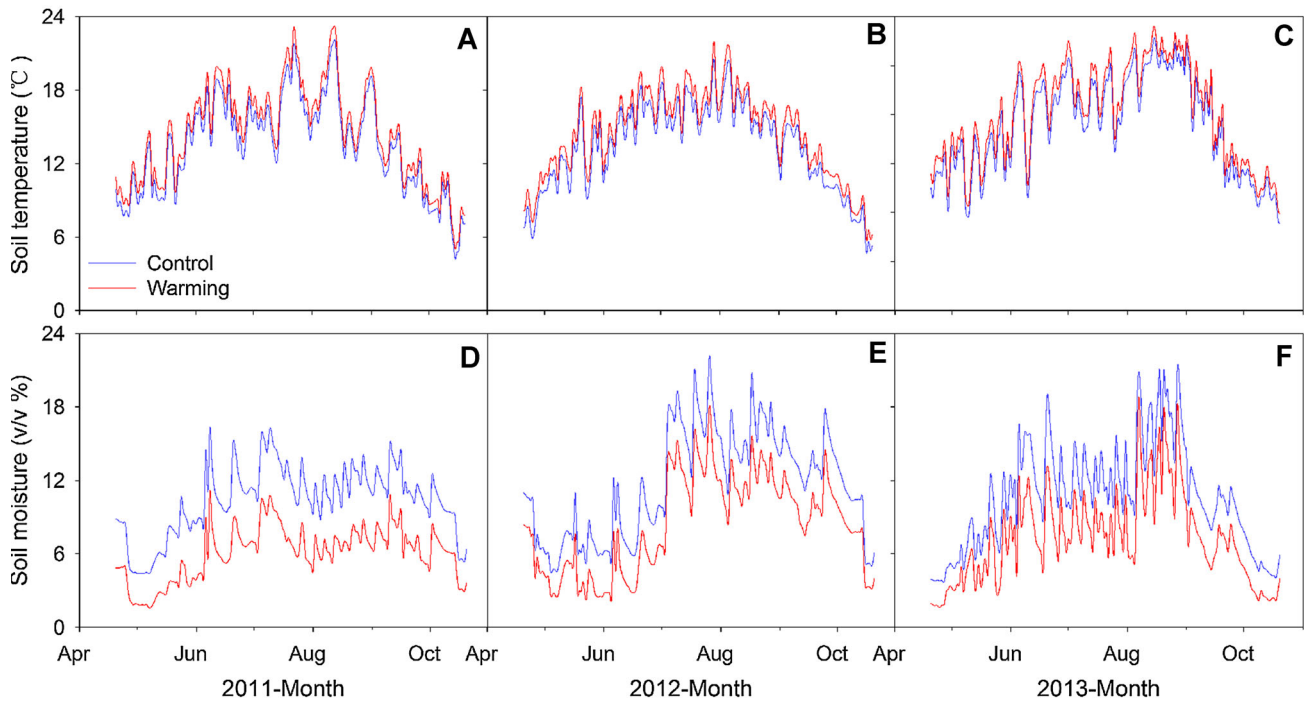 24
18
12
6
0
Soil temperature (℃)
A
B
C
Control
Warming
24
18
12
6
0
Soil moisture (v/v %)
D
E
F
Apr Jun Aug Oct Apr Jun Aug Oct Apr Jun Aug Oct
2011-Month 2012-Month 2013-Month